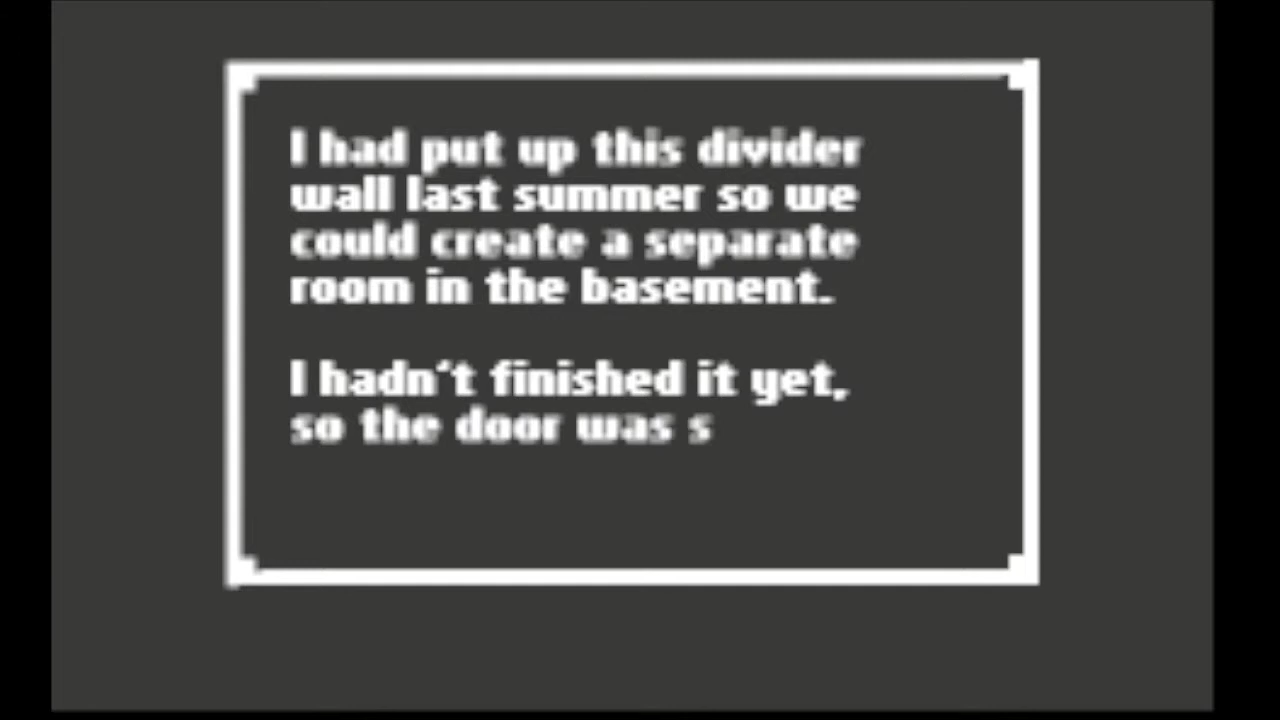 I had put up this divider
wall last summer so we
could create a separate
room in the basement.
I hadn't finished it yet,
so the door was s